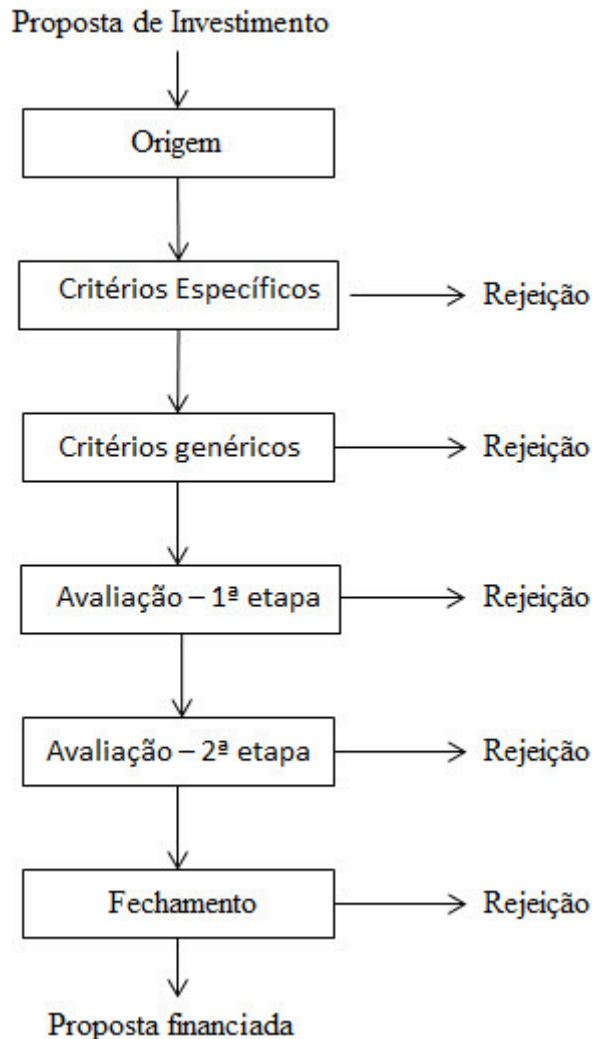 Proposta de Investimento
Origem
Critérios Específicos
Rejeição
Critérios genéricos
Rejeição
Avaliação – 1ª etapa
Rejeição
Avaliação – 2ª etapa
Rejeição
Fechamento
Rejeição
Proposta financiada